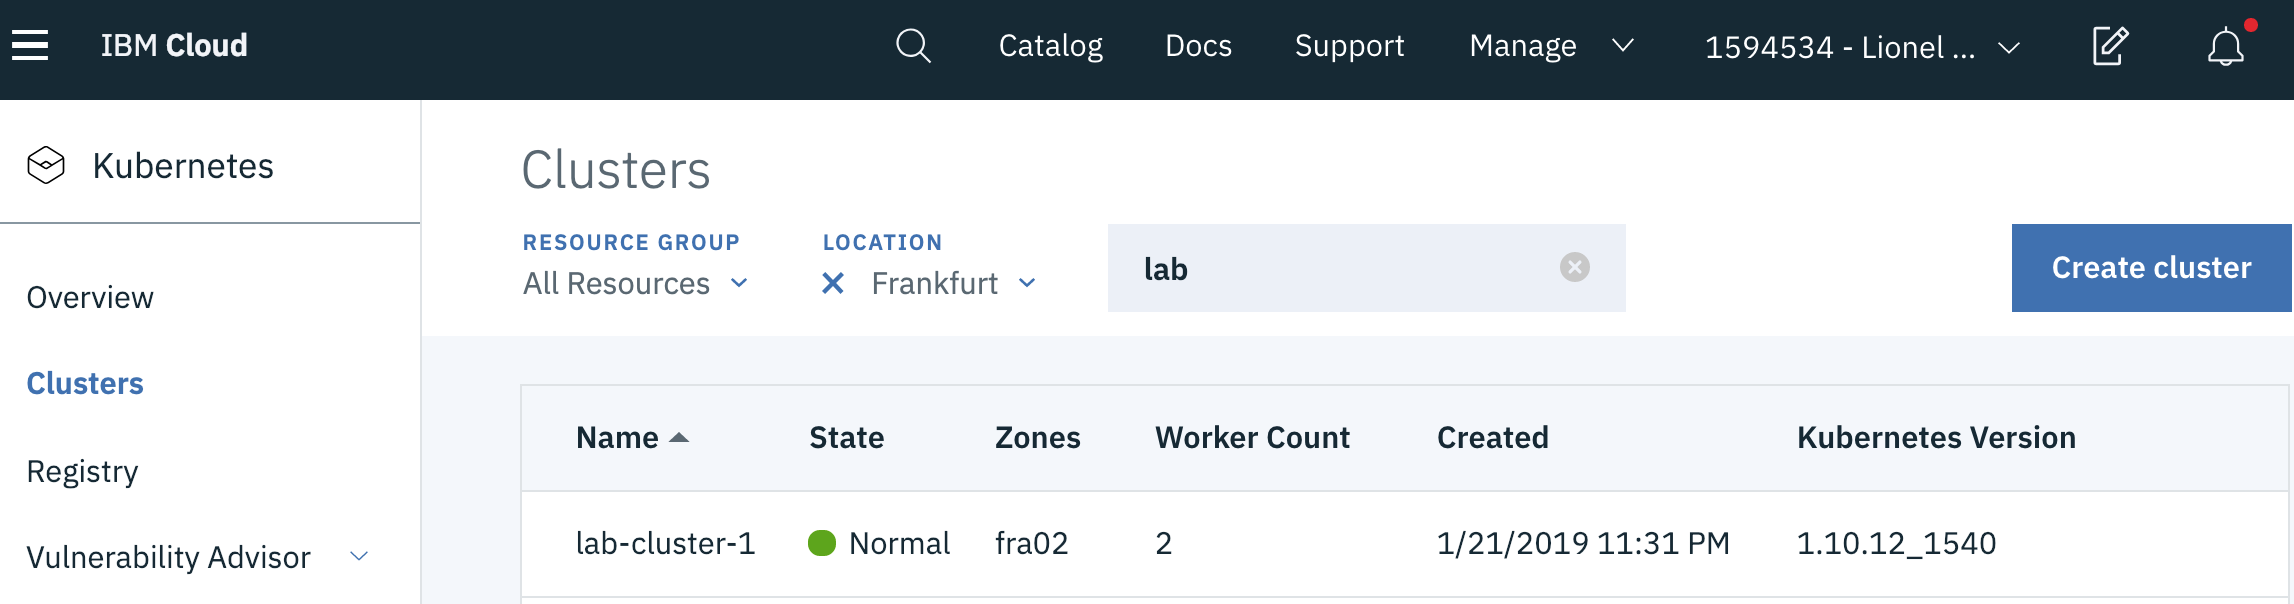 IBM Cloud Catalog Docs Support Manage 1594534 - Lionel ...
Kubernetes
Overview
Clusters
Registry
Vulnerability Advisor
Clusters
RESOURCE GROUP LOCATION
All Resources Frankfurt
lab
Create cluster
Name State Zones Worker Count Created Kubernetes Version
lab-cluster-1 Normal fra02 2 1/21/2019 11:31 PM 1.10.12_1540